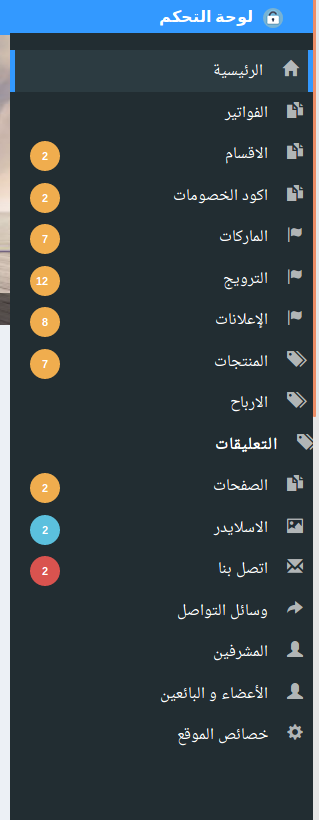 لوحة التحكم
الرئيسية
الفواتير
الاقسام 2
اكود الخصومات 2
الماركات 7
الترويج 12
الإعلانات 8
المنتجات 7
الارباح
التعليقات
الصفحات 2
الاسلايدر 2
اتصل بنا 2
وسائل التواصل
المشرفين
الأعضاء و البائعين
خصائص الموقع